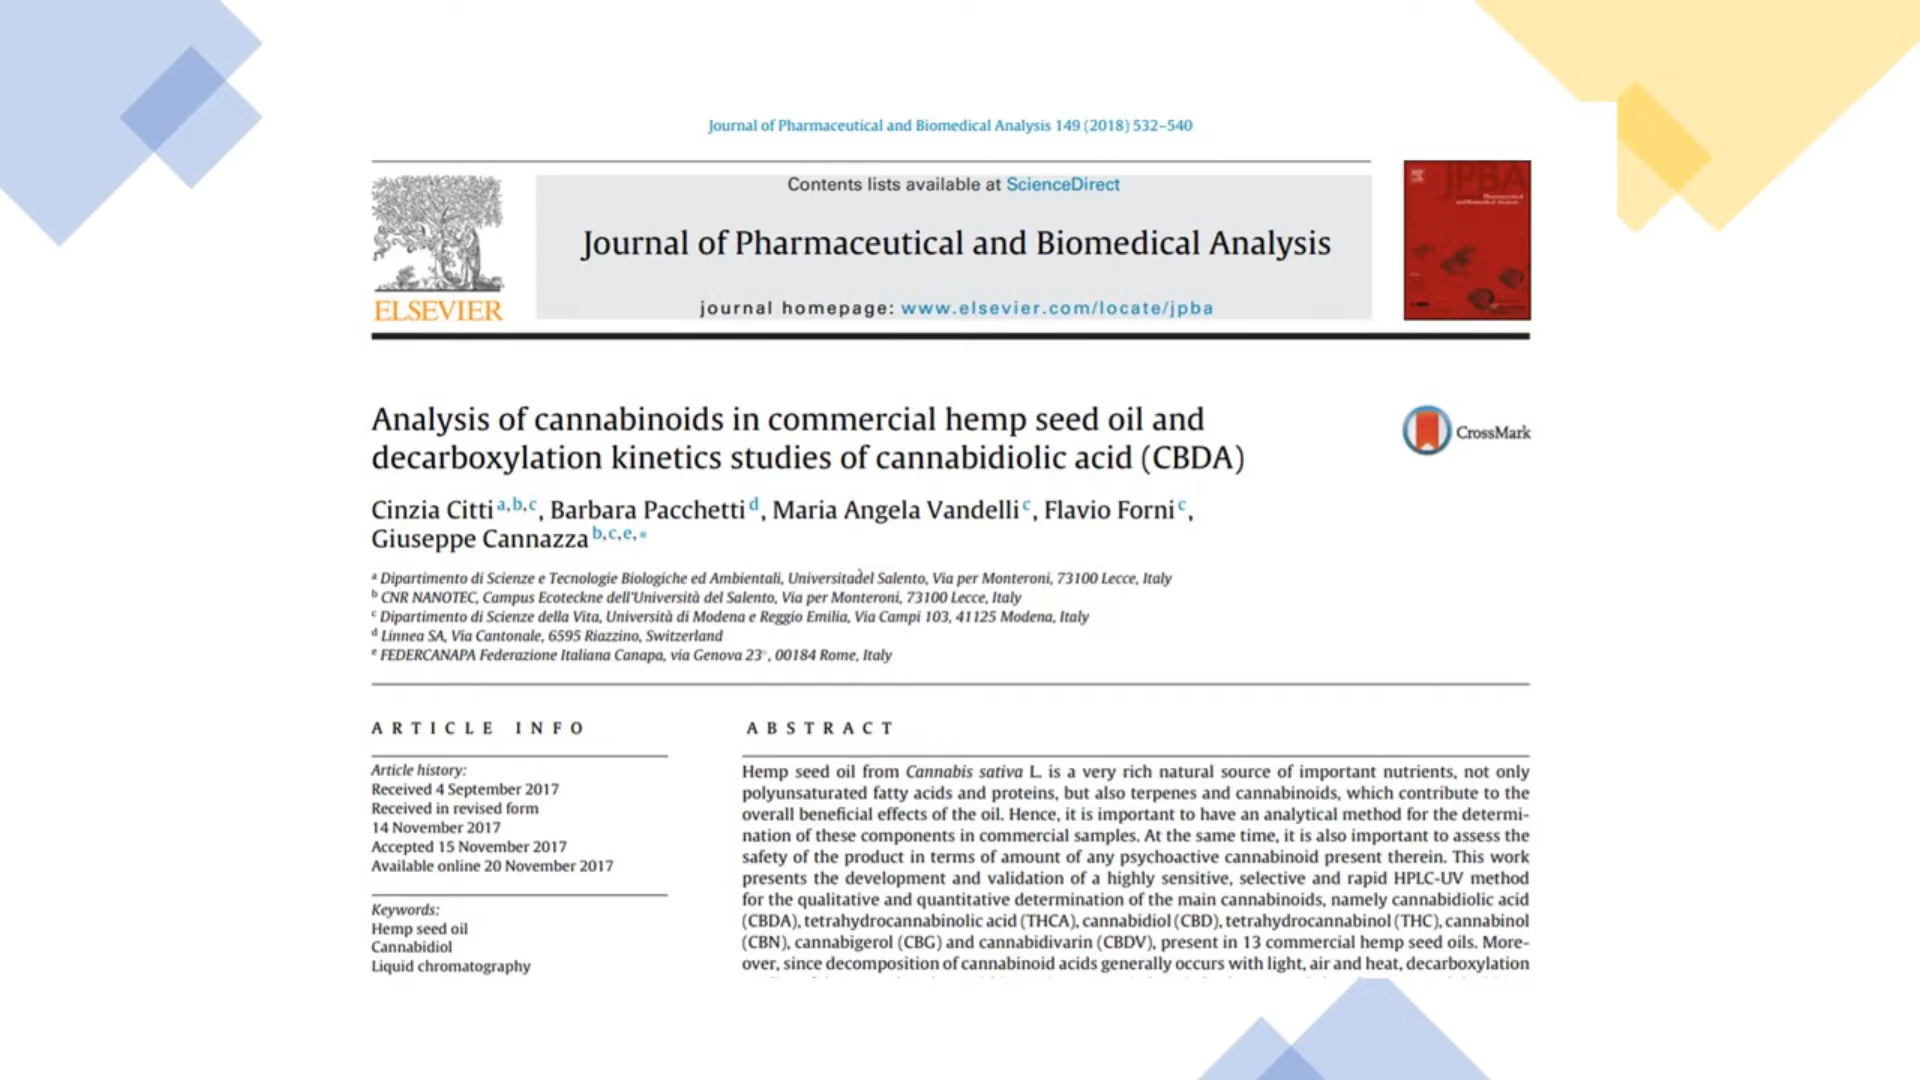 Journal of Pharmaceutical and Biomedical Analysis 149 (2018) 532–540
Contents lists available at ScienceDirect
Journal of Pharmaceutical and Biomedical Analysis
journal homepage: www.elsevier.com/locate/jpba
ELSEVIER
JPBA
Analysis of cannabinoids in commercial hemp seed oil and
decarboxylation kinetics studies of cannabidiolic acid (CBDA)
CrossMark
Cinzia Citti a,b,c, Barbara Pacchetti d, Maria Angela Vandelli c, Flavio Forni c,
Giuseppe Cannazza b,c,e,*
a Dipartimento di Scienze e Tecnologie Biologiche ed Ambientali, Universitàdel Salento, Via per Monteroni, 73100 Lecce, Italy
b CNR NANOTEC, Campus Ecoteckne dell'Università del Salento, Via per Monteroni, 73100 Lecce, Italy
c Dipartimento di Scienze della Vita, Università di Modena e Reggio Emilia, Via Campi 103, 41125 Modena, Italy
d Linnea SA, Via Cantonale, 6595 Riazzino, Switzerland
e FEDERCANAPA Federazione Italiana Canapa, via Genova 23, 00184 Rome, Italy
ARTICLE INFO
Article history:
Received 4 September 2017
Received in revised form
14 November 2017
Accepted 15 November 2017
Available online 20 November 2017
Keywords:
Hemp seed oil
Cannabidiol
Liquid chromatography
ABSTRACT
Hemp seed oil from Cannabis sativa L. is a very rich natural source of important nutrients, not only
polyunsaturated fatty acids and proteins, but also terpenes and cannabinoids, which contribute to the
overall beneficial effects of the oil. Hence, it is important to have an analytical method for the determi-
nation of these components in commercial samples. At the same time, it is also important to assess the
safety of the product in terms of amount of any psychoactive cannabinoid present therein. This work
presents the development and validation of a highly sensitive, selective and rapid HPLC-UV method
for the qualitative and quantitative determination of the main cannabinoids, namely cannabidiolic acid
(CBDA), tetrahydrocannabinolic acid (THCA), cannabidiol (CBD), tetrahydrocannabinol (THC), cannabinol
(CBN), cannabigerol (CBG) and cannabidivarin (CBDV), present in 13 commercial hemp seed oils. More-
over, since decomposition of cannabinoid acids generally occurs with light, air and heat, decarboxylation